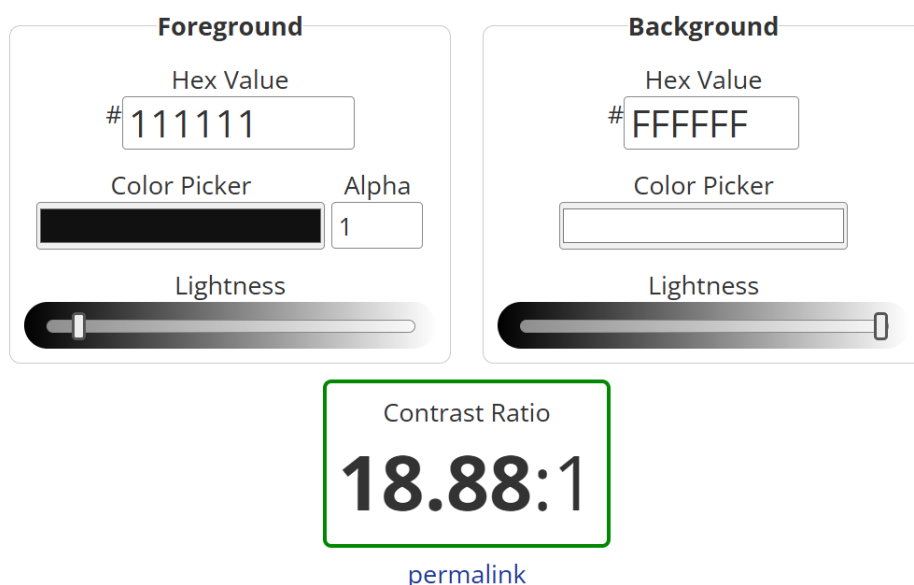 Foreground
Hex Value
#111111
Color Picker
Alpha
1
Lightness
Background
Hex Value
#FFFFFF
Color Picker
Lightness
Contrast Ratio
18.88:1
permalink